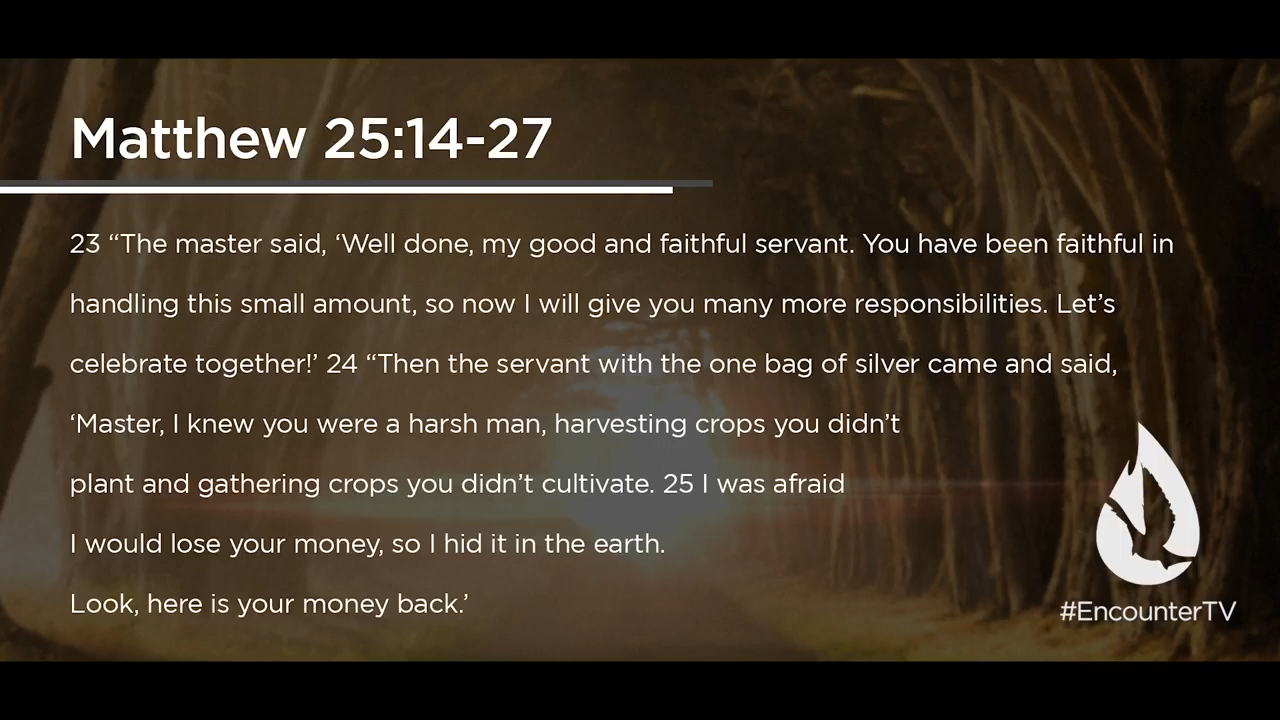 Matthew 25:14-27
23 “The master said, ‘Well done, my good and faithful servant. You have been faithful in
handling this small amount, so now I will give you many more responsibilities. Let’s
celebrate together!’ 24 “Then the servant with the one bag of silver came and said,
‘Master, I knew you were a harsh man, harvesting crops you didn’t
plant and gathering crops you didn’t cultivate. 25 I was afraid
I would lose your money, so I hid it in the earth.
Look, here is your money back.’
#EncounterTV